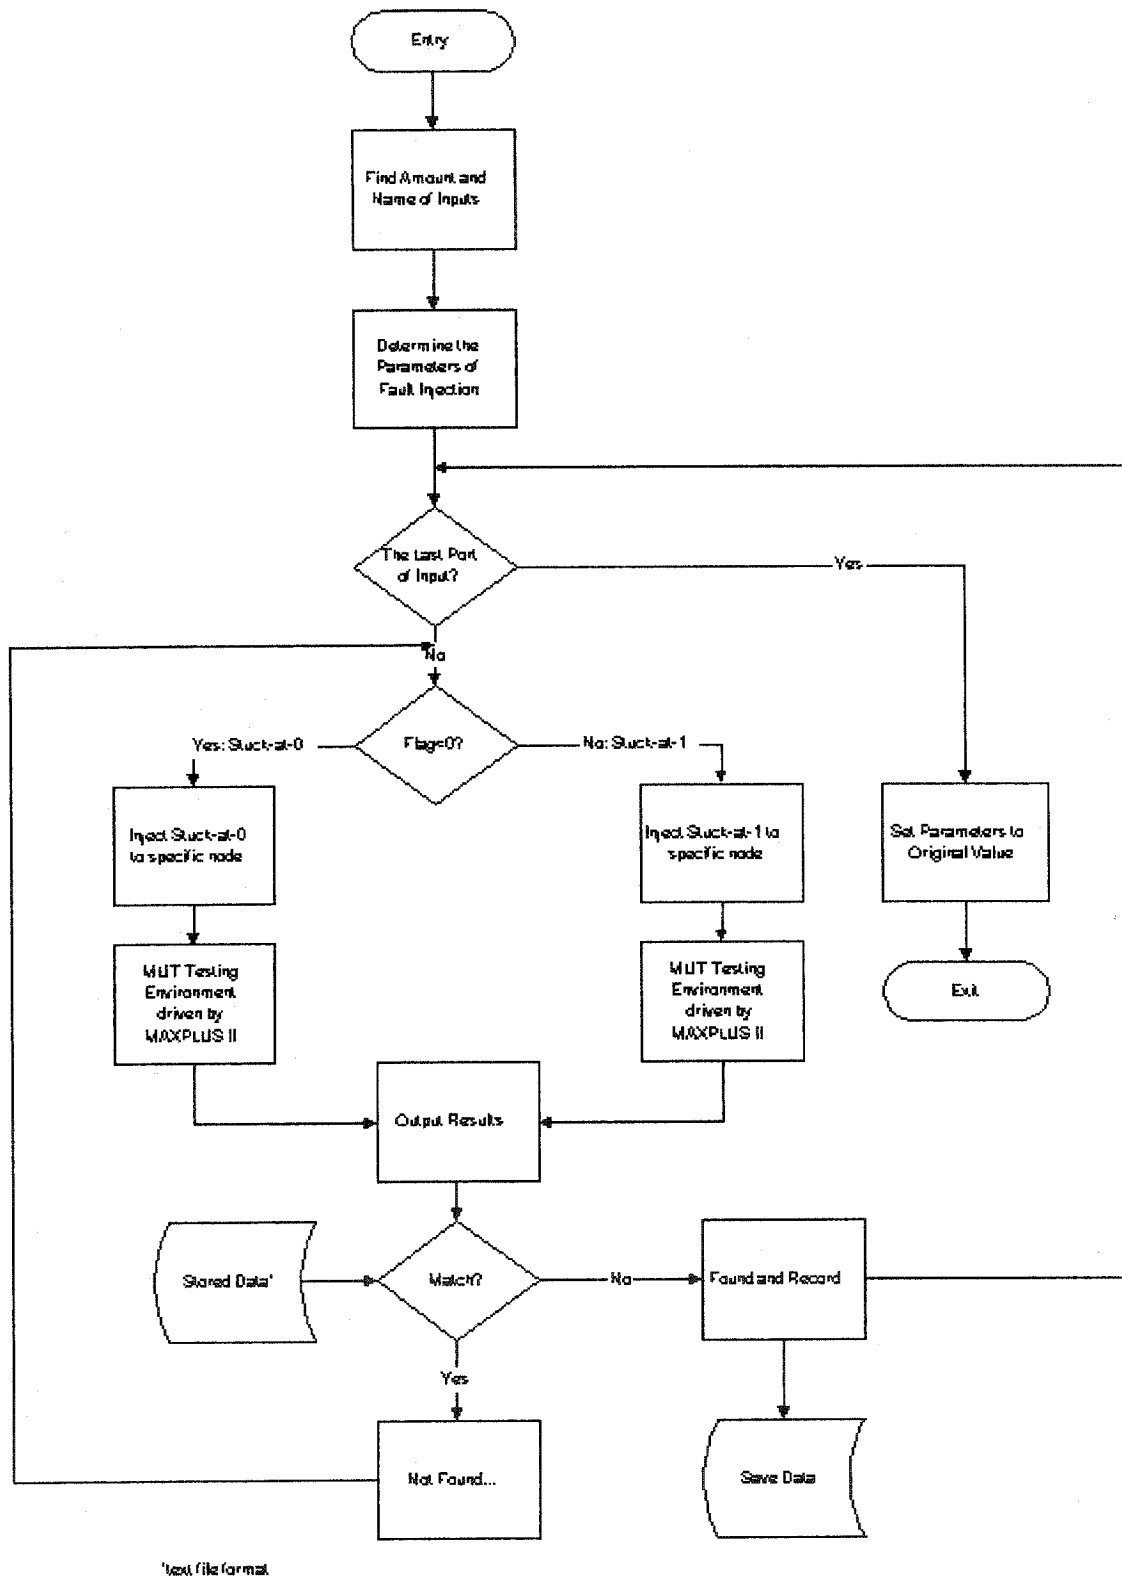 Entry
Find Amount and
Name of Inputs
Determine the
Parameters of
Fault Injection
The Last Port
of Input?
Yes
No
Flag=0?
Yes: Stuck-at-0
No: Stuck-at-1
Inject Stuck-at-0
to specific node
Inject Stuck-at-1 to
specific node
Set Parameters to
Original Value
MUT Testing
Environment
driven by
MAXPLUS II
MUT Testing
Environment
driven by
MAXPLUS II
Exit
Output Results
Stored Data*
Match?
No
Found and Record
Yes
Not Found...
Save Data
*text file format